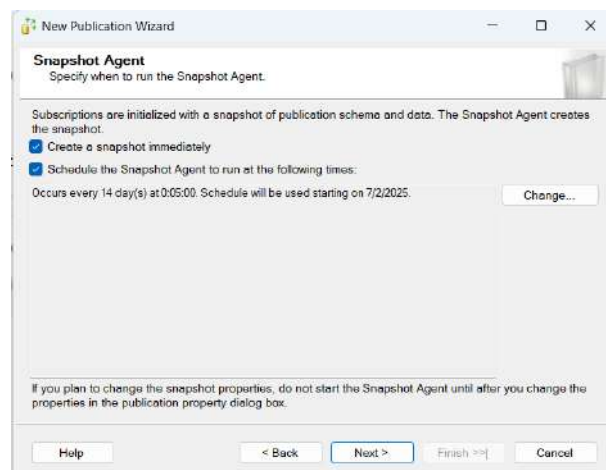 New Publication Wizard
Snapshot Agent
Specify when to run the Snapshot Agent.
Subscriptions are initialized with a snapshot of publication schema and data. The Snapshot Agent creates
the snapshot.
Create a snapshot immediately
Schedule the Snapshot Agent to run at the following times:
Occurs every 14 day(s) at 0:05:00. Schedule will be used starting on 7/2/2025.
Change...
If you plan to change the snapshot properties, do not start the Snapshot Agent until after you change the
properties in the publication property dialog box.
Help
< Back
Next >
Finish >>|
Cancel